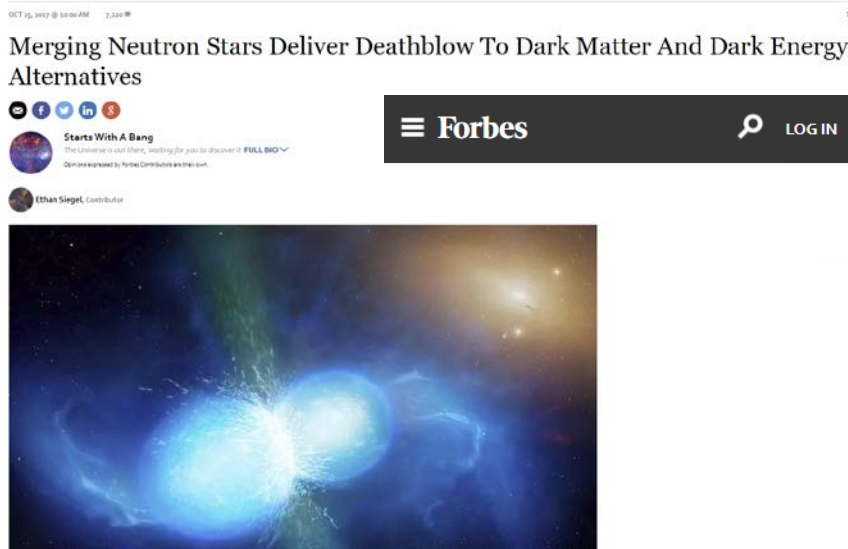 OCT 25, 2017 @ 10:00 AM 7,220
Merging Neutron Stars Deliver Deathblow To Dark Matter And Dark Energy
Alternatives
Forbes
LOG IN
Starts With A Bang
The Universe is out there, waiting for you to discover it FULL BIO
Opinions expressed by Forbes Contributors are their own.
Ethan Siegel, Contributor